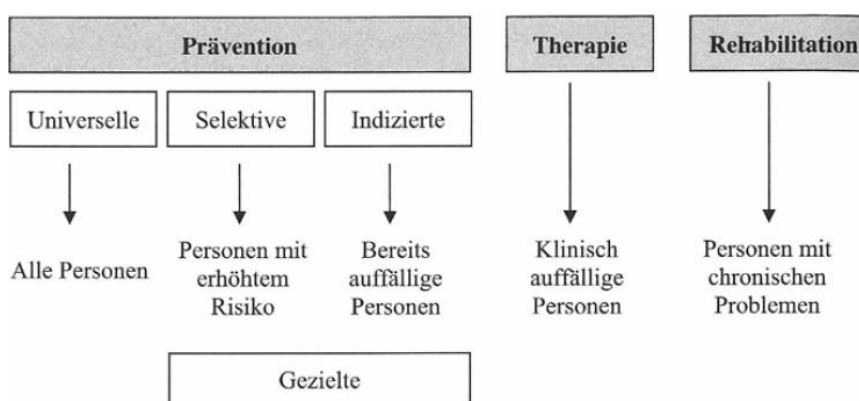 Prävention
Therapie
Rehabilitation
Universelle
Selektive
Indizierte
Alle Personen
Personen mit
erhöhtem
Risiko
Bereits
auffällige
Personen
Klinisch
auffällige
Personen
Personen mit
chronischen
Problemen
Gezielte